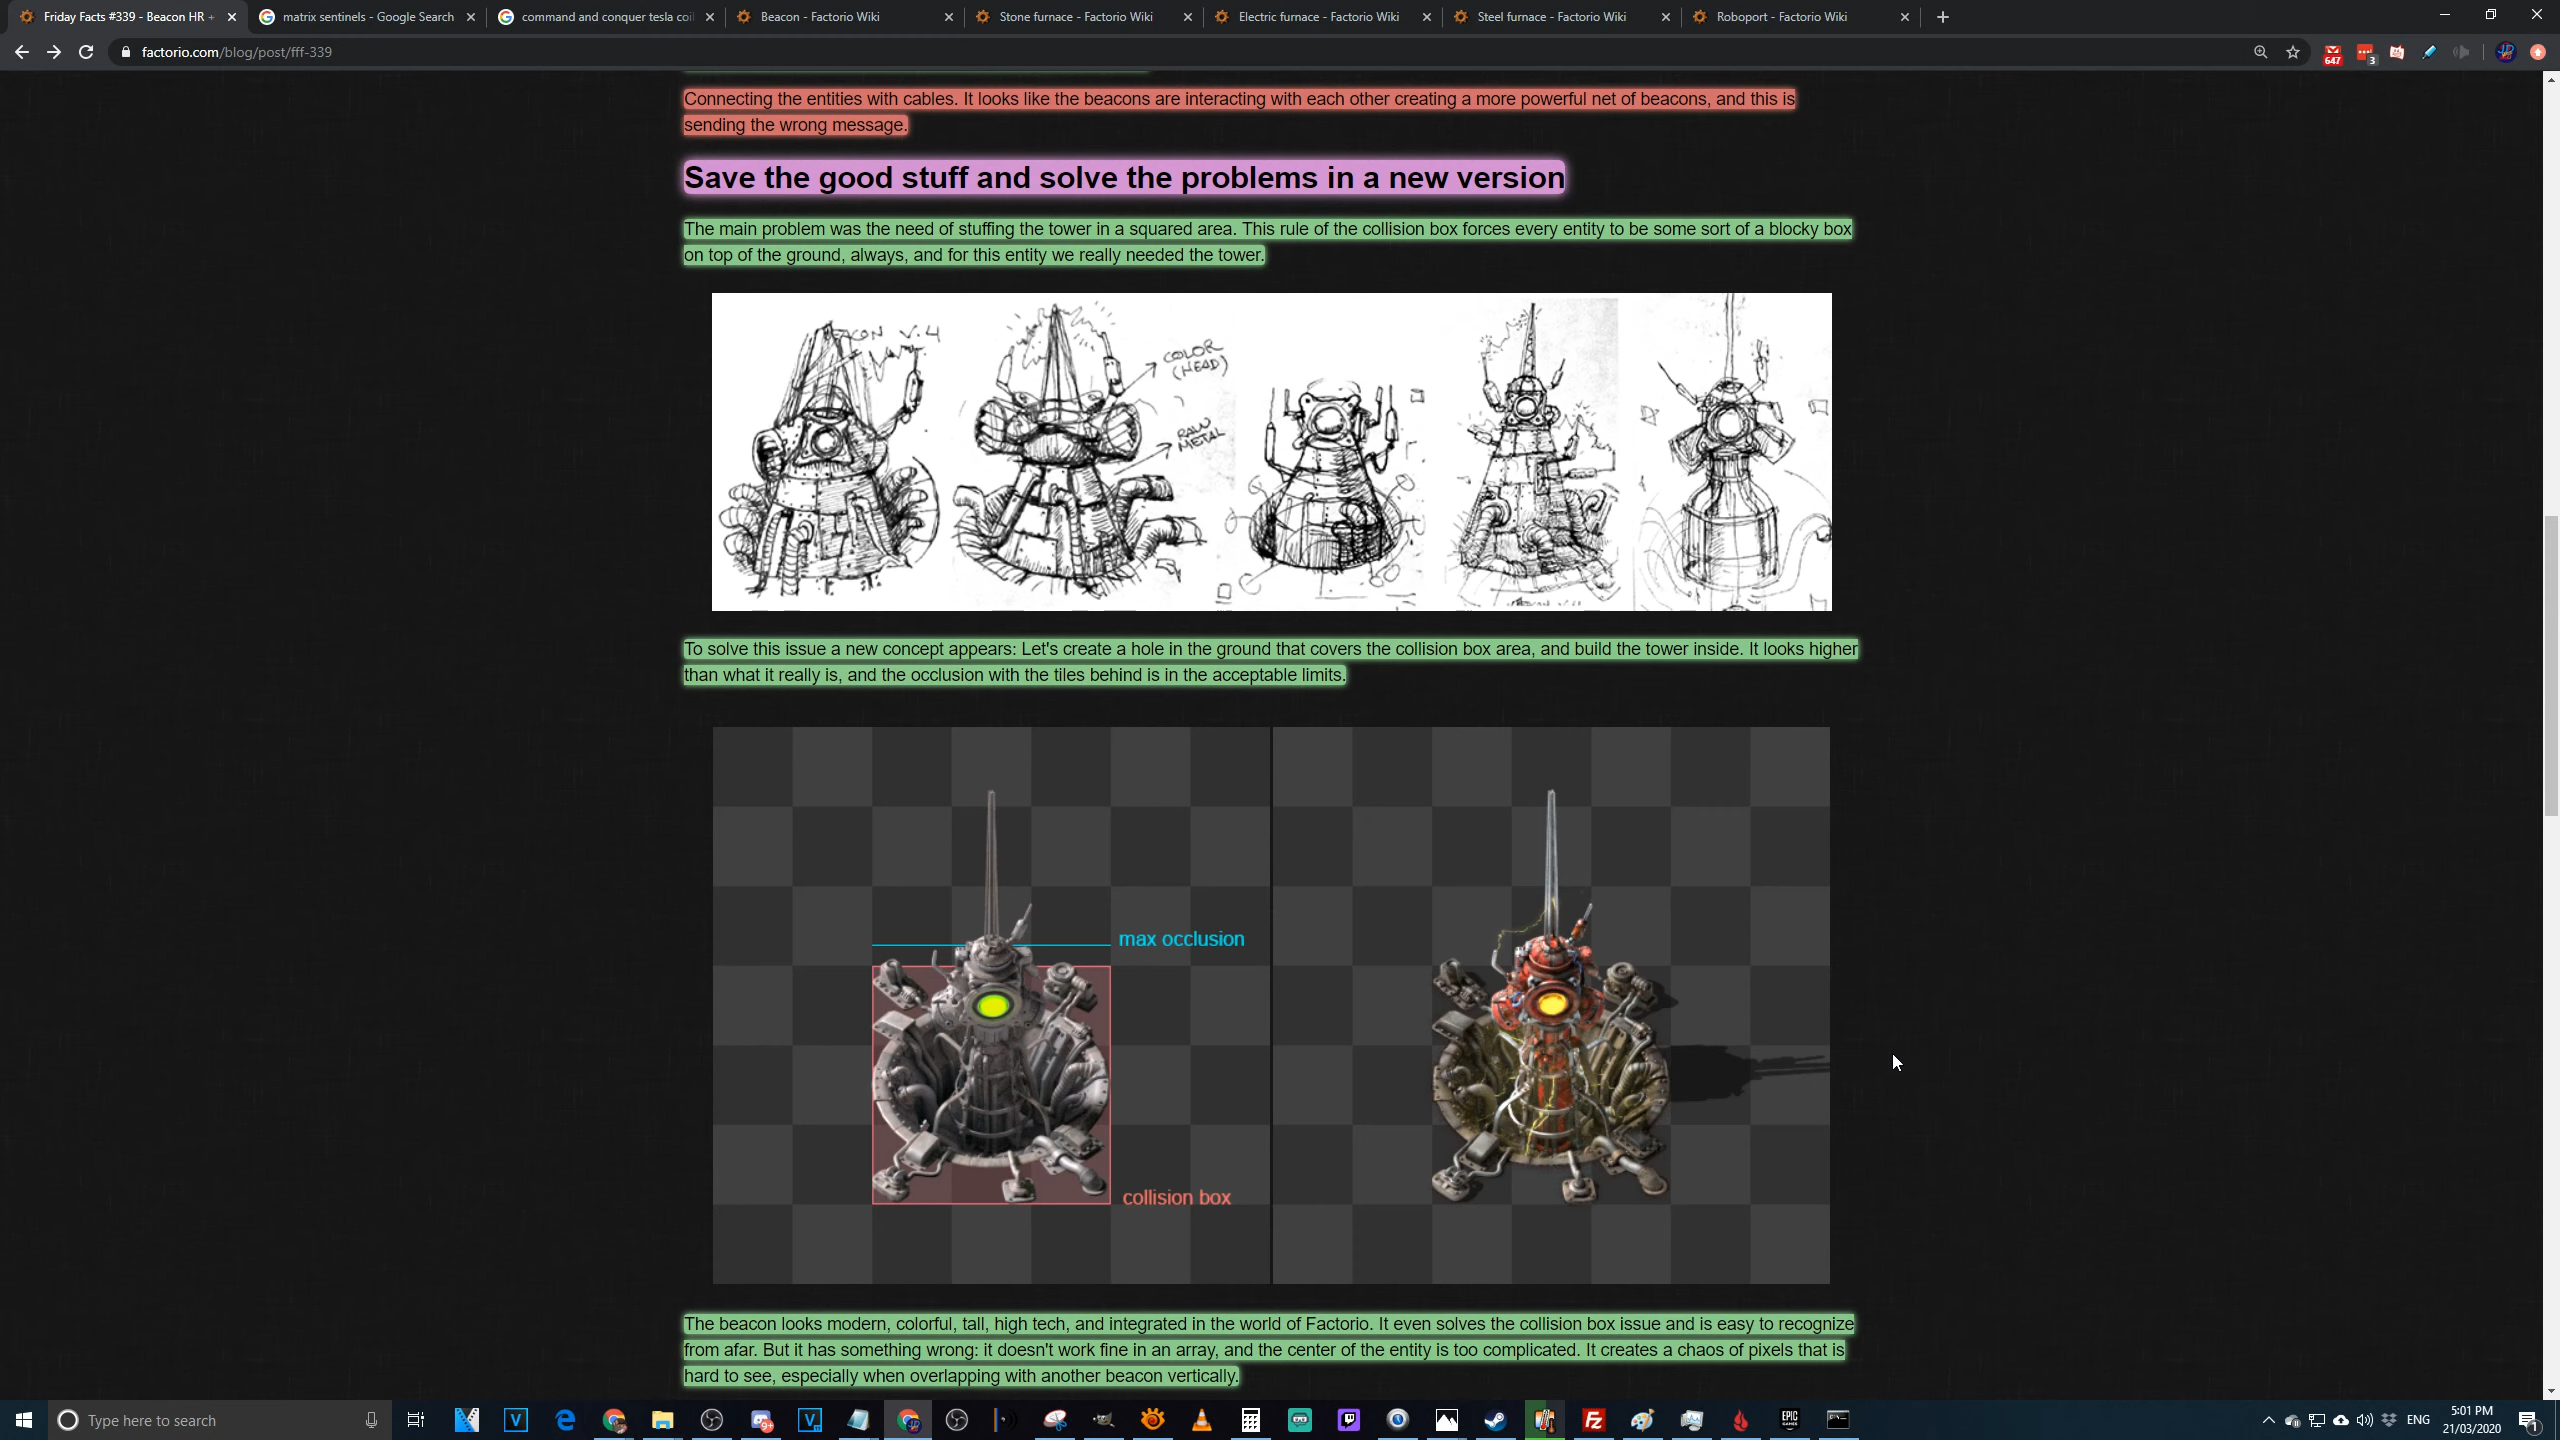 Friday Facts #339 - Beacon HR +
matrix sentinels - Google Search
command and conquer tesla coil
Beacon - Factorio Wiki
Stone furnace - Factorio Wiki
Electric furnace - Factorio Wiki
Steel furnace - Factorio Wiki
Roboport - Factorio Wiki
factorio.com/blog/post/fff-339
647
3
Connecting the entities with cables. It looks like the beacons are interacting with each other creating a more powerful net of beacons, and this is
sending the wrong message.
Save the good stuff and solve the problems in a new version
The main problem was the need of stuffing the tower in a squared area. This rule of the collision box forces every entity to be some sort of a blocky box
on top of the ground, always, and for this entity we really needed the tower.
BEACON V.4
COLOR
(HEAD)
RAW
METAL
To solve this issue a new concept appears: Let's create a hole in the ground that covers the collision box area, and build the tower inside. It looks higher
than what it really is, and the occlusion with the tiles behind is in the acceptable limits.
max occlusion
collision box
The beacon looks modern, colorful, tall, high tech, and integrated in the world of Factorio. It even solves the collision box issue and is easy to recognize
from afar. But it has something wrong: it doesn't work fine in an array, and the center of the entity is too complicated. It creates a chaos of pixels that is
hard to see, especially when overlapping with another beacon vertically.
Type here to search
9+
EPIC
GAMES
ENG
5:01 PM
21/03/2020
1